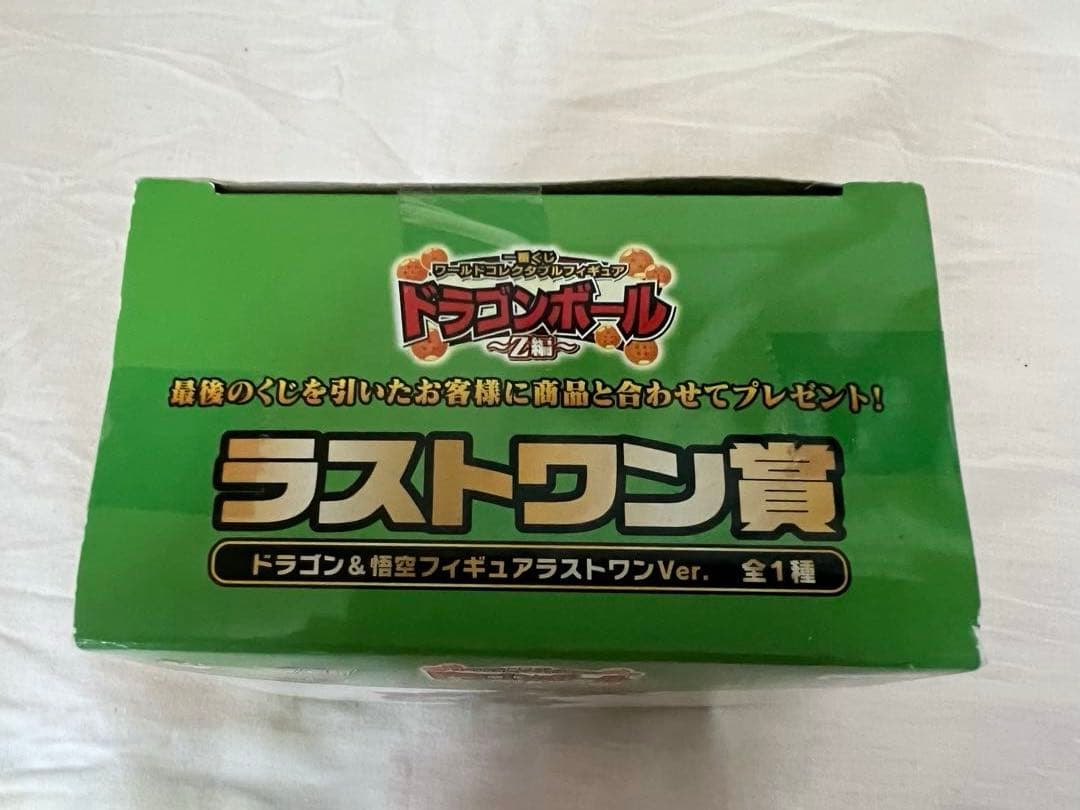 一番くじ
ワールドコレクタブルフィギュア
ドラゴンボール
～Z編～
最後のくじを引いたお客様に商品と合わせてプレゼント!
ラストワン賞
ドラゴン&悟空フィギュアラストワンVer. 全1種